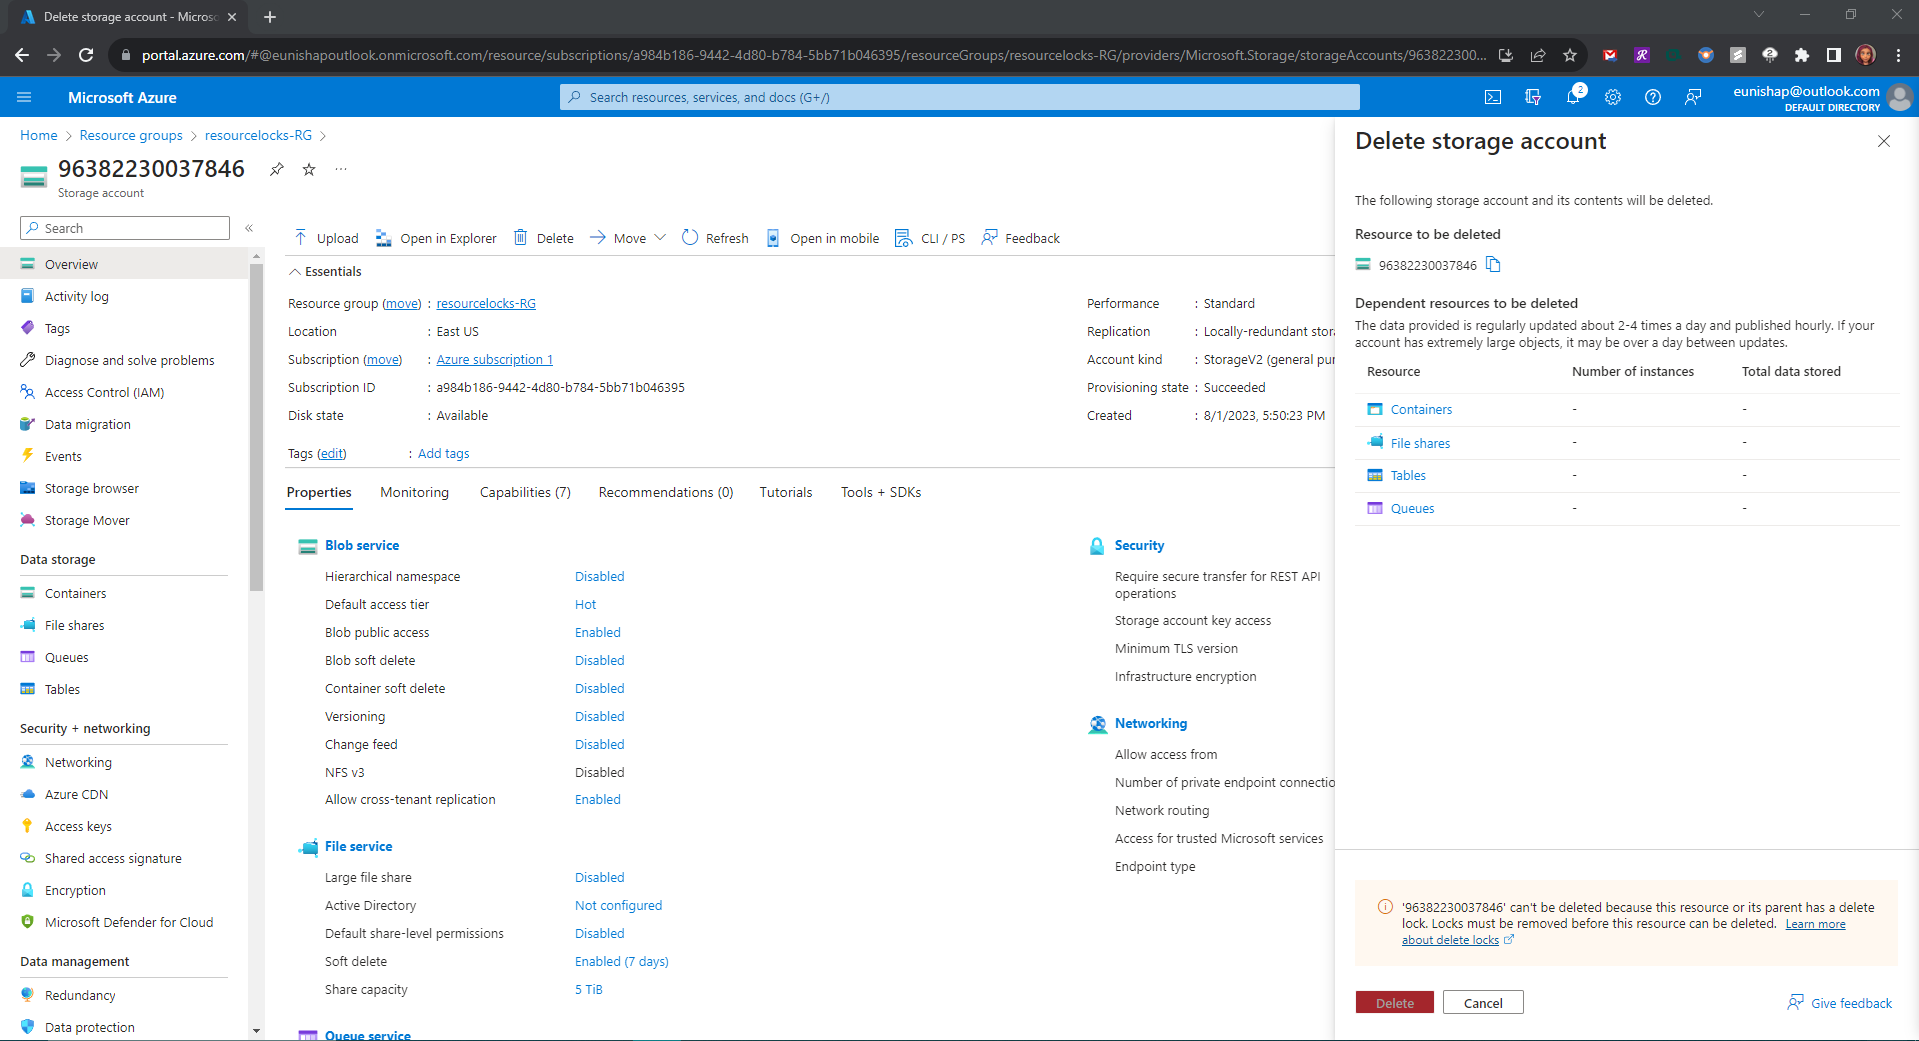 Delete storage account - Micros
portal.azure.com/#@eunishapoutlook.onmicrosoft.com/resource/subscriptions/a984b186-9442-4d80-b784-5bb71b046395/resourceGroups/resourcelocks-RG/providers/Microsoft.Storage/storageAccounts/96382230037846...
Microsoft Azure
Search resources, services, and docs (G+/)
2
eunishap@outlook.com
DEFAULT DIRECTORY
Home > Resource groups > resourcelocks-RG >
96382230037846
Storage account
Search
Overview
Activity log
Tags
Diagnose and solve problems
Access Control (IAM)
Data migration
Events
Storage browser
Storage Mover
Data storage
Containers
File shares
Queues
Tables
Security + networking
Networking
Azure CDN
Access keys
Shared access signature
Encryption
Microsoft Defender for Cloud
Data management
Redundancy
Data protection
Upload Open in Explorer Delete Move Refresh Open in mobile CLI / PS Feedback
Essentials
Resource group (move) : resourcelocks-RG
Location : East US
Subscription (move) : Azure subscription 1
Subscription ID : a984b186-9442-4d80-b784-5bb71b046395
Disk state : Available
Tags (edit) : Add tags
Performance : Standard
Replication : Locally-redundant stora
Account kind : StorageV2 (general pur
Provisioning state : Succeeded
Created : 8/1/2023, 5:50:23 PM
Properties Monitoring Capabilities (7) Recommendations (0) Tutorials Tools + SDKs
Blob service
Hierarchical namespace Disabled
Default access tier Hot
Blob public access Enabled
Blob soft delete Disabled
Container soft delete Disabled
Versioning Disabled
Change feed Disabled
NFS v3 Disabled
Allow cross-tenant replication Enabled
File service
Large file share Disabled
Active Directory Not configured
Default share-level permissions Disabled
Soft delete Enabled (7 days)
Share capacity 5 TiB
Queue service
Security
Require secure transfer for REST API
operations
Storage account key access
Minimum TLS version
Infrastructure encryption
Networking
Allow access from
Number of private endpoint connectio
Network routing
Access for trusted Microsoft services
Endpoint type
Delete storage account
The following storage account and its contents will be deleted.
Resource to be deleted
96382230037846
Dependent resources to be deleted
The data provided is regularly updated about 2-4 times a day and published hourly. If your
account has extremely large objects, it may be over a day between updates.
Resource Number of instances Total data stored
Containers - -
File shares - -
Tables - -
Queues - -
'96382230037846' can't be deleted because this resource or its parent has a delete
lock. Locks must be removed before this resource can be deleted. Learn more
about delete locks
Delete Cancel Give feedback